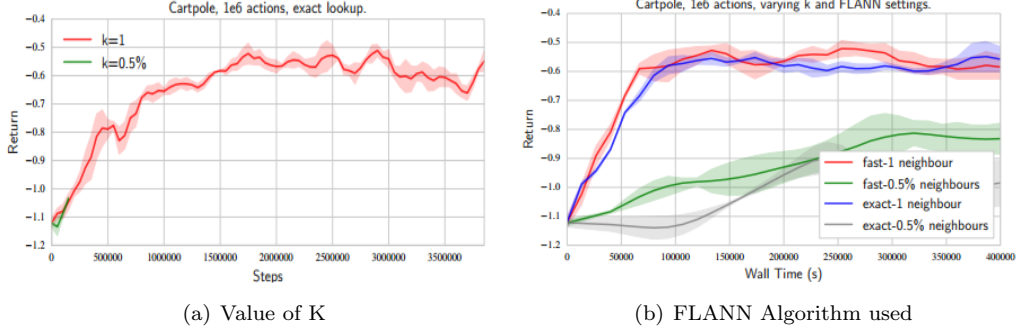 Cartpole, 1e6 actions, exact lookup.
−0.4
−0.5
−0.6
−0.7
−0.8
−0.9
−1.0
−1.1
−1.2
Return
k=1
k=0.5%
0
500000
1000000
1500000
2000000
2500000
3000000
3500000
Steps
(a) Value of K
Cartpole, 1e6 actions, varying k and FLANN settings.
−0.4
−0.5
−0.6
−0.7
−0.8
−0.9
−1.0
−1.1
−1.2
Return
fast-1 neighbour
fast-0.5% neighbours
exact-1 neighbour
exact-0.5% neighbours
0
50000
100000
150000
200000
250000
300000
350000
400000
Wall Time (s)
(b) FLANN Algorithm used